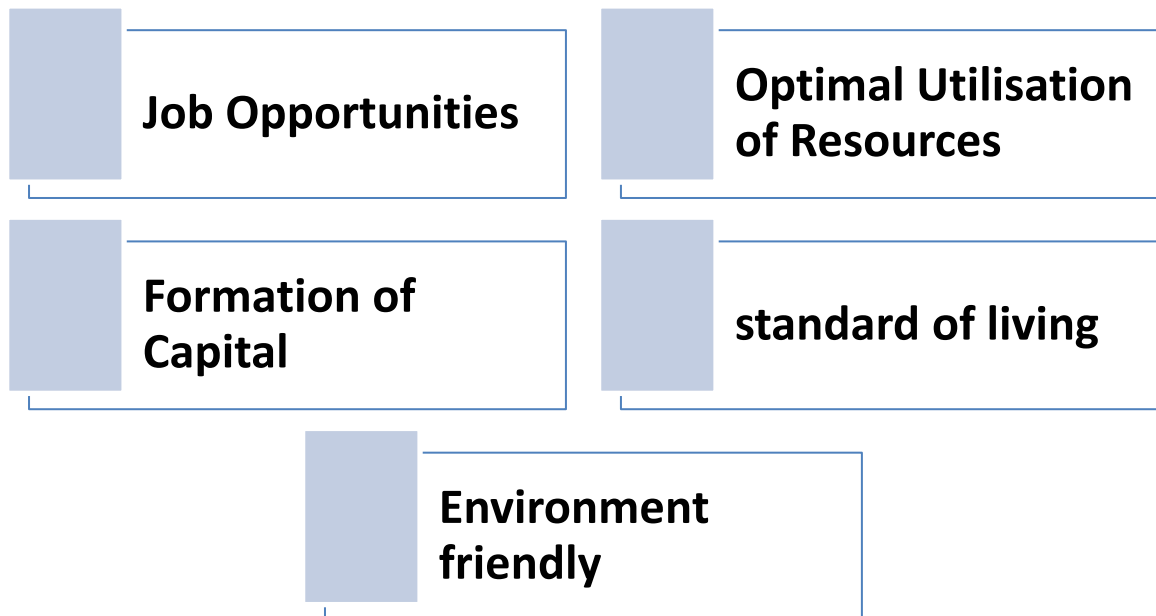 Job Opportunities
Optimal Utilisation
of Resources
Formation of
Capital
standard of living
Environment
friendly